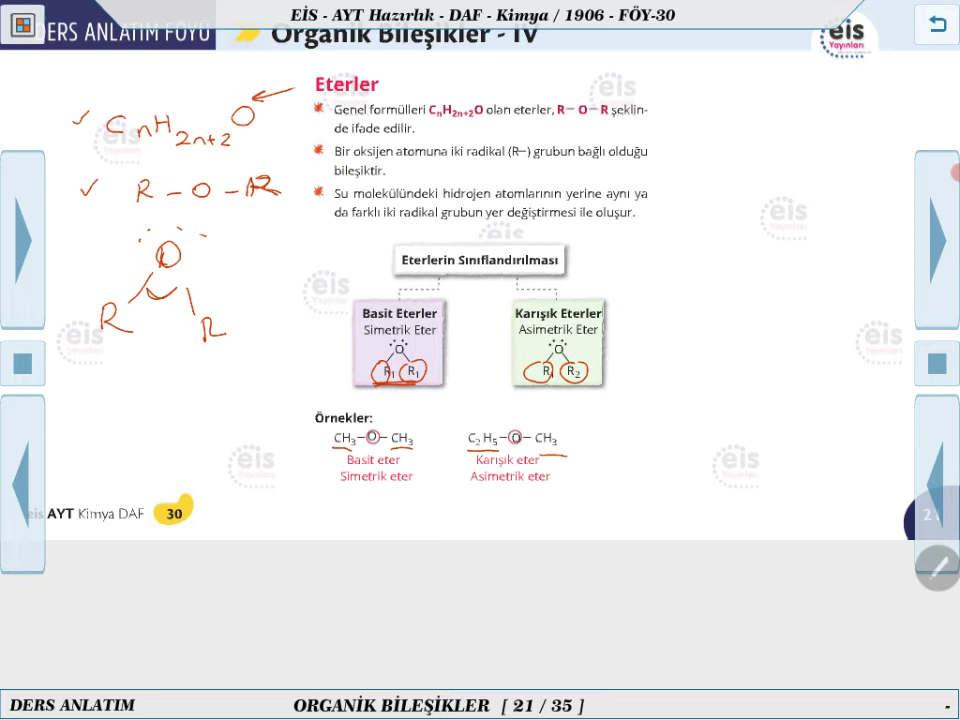 EİS - AYT Hazırlık - DAF - Kimya / 1906 - FÖY-30
DERS ANLATIM FÖYÜ
Organik Bileşikler - IV
eis
Yayınları
Eterler
Genel formülleri CnH2n+2O olan eterler, R─ O─ R şeklin-
de ifade edilir.
Bir oksijen atomuna iki radikal (R─) grubun bağlı olduğu
bileşiktir.
Su molekülündeki hidrojen atomlarının yerine aynı ya
da farklı iki radikal grubun yer değiştirmesi ile oluşur.
CnH2n+2O
R - O - R
O
R R
Eterlerin Sınıflandırılması
Basit Eterler
Simetrik Eter
O
R1 R1
Karışık Eterler
Asimetrik Eter
O
R1 R2
Örnekler:
CH3─O─CH3
Basit eter
Simetrik eter
C2H5─O─CH3
Karışık eter
Asimetrik eter
eis AYT Kimya DAF 30
DERS ANLATIM
ORGANİK BİLEŞİKLER [ 21 / 35 ]
-